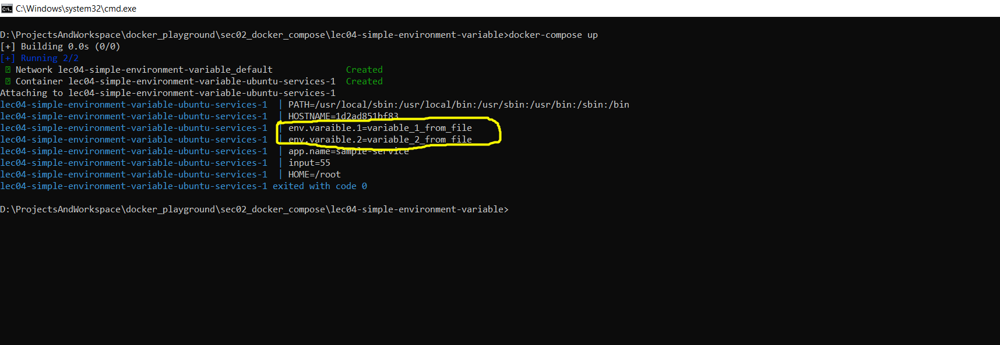 C:\Windows\system32\cmd.exe
D:\ProjectsAndWorkspace\docker_playground\sec02_docker_compose\lec04-simple-environment-variable>docker-compose up
[+] Building 0.0s (0/0)
[+] Running 2/2
Network lec04-simple-environment-variable_default Created
Container lec04-simple-environment-variable-ubuntu-services-1 Created
Attaching to lec04-simple-environment-variable-ubuntu-services-1
lec04-simple-environment-variable-ubuntu-services-1 | PATH=/usr/local/sbin:/usr/local/bin:/usr/sbin:/usr/bin:/sbin:/bin
lec04-simple-environment-variable-ubuntu-services-1 | HOSTNAME=1d2ad851bf83
lec04-simple-environment-variable-ubuntu-services-1 | env.varaible.1=variable_1_from_file
lec04-simple-environment-variable-ubuntu-services-1 | env.varaible.2=variable_2_from_file
lec04-simple-environment-variable-ubuntu-services-1 | app.name=sample-service
lec04-simple-environment-variable-ubuntu-services-1 | input=55
lec04-simple-environment-variable-ubuntu-services-1 | HOME=/root
lec04-simple-environment-variable-ubuntu-services-1 exited with code 0
D:\ProjectsAndWorkspace\docker_playground\sec02_docker_compose\lec04-simple-environment-variable>